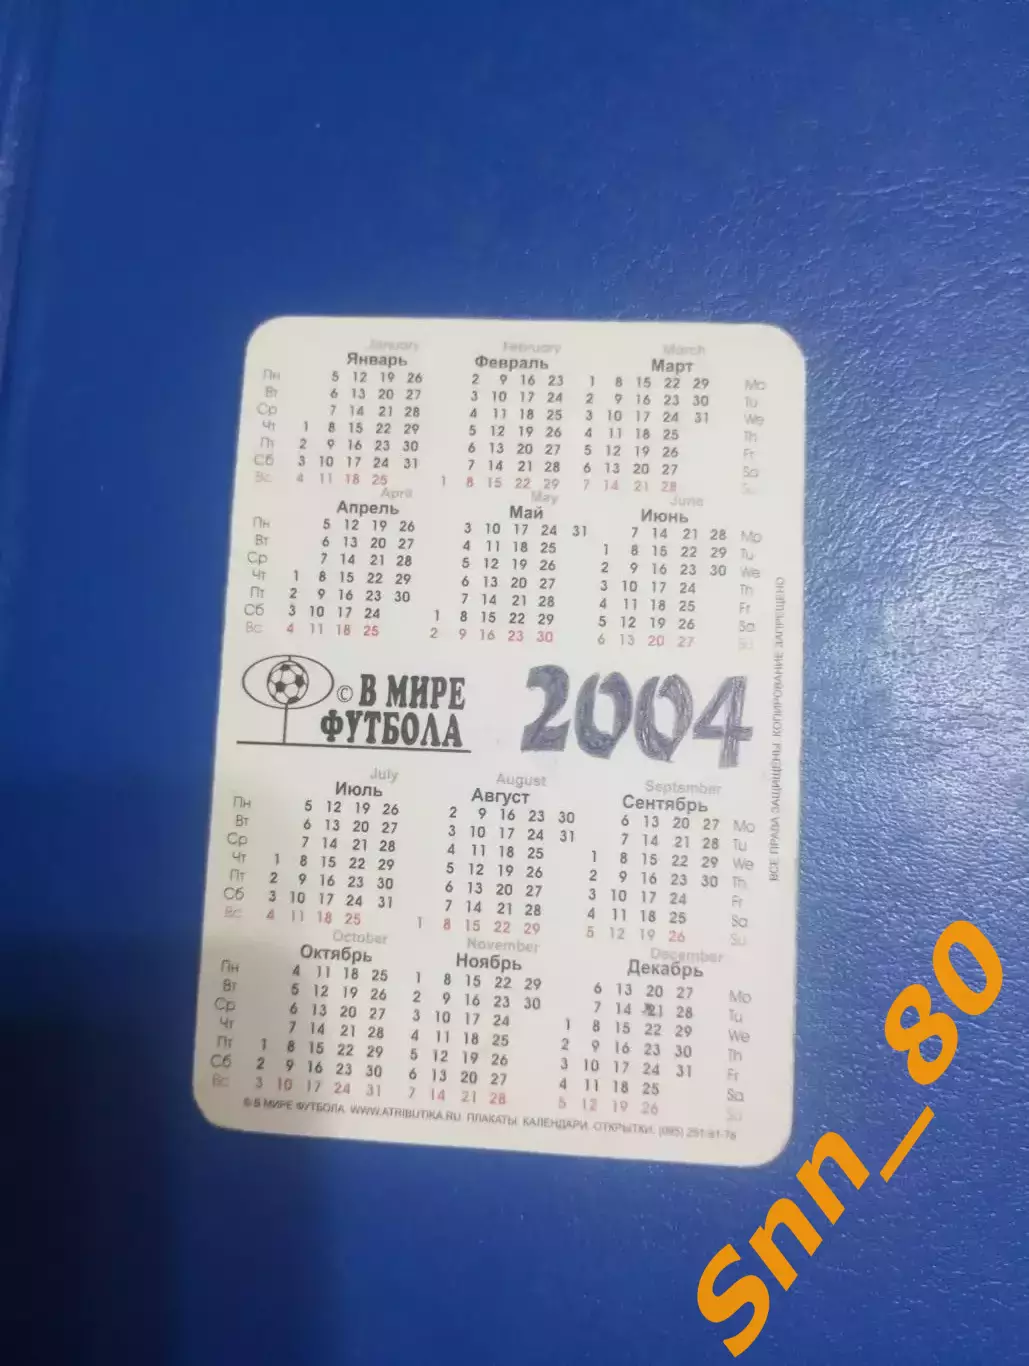 January February March
Январь Февраль Март
Пн 5 12 19 26 2 9 16 23 1 8 15 22 29 Mo
Вт 6 13 20 27 3 10 17 24 2 9 16 23 30 Tu
Ср 7 14 21 28 4 11 18 25 3 10 17 24 31 We
Чт 1 8 15 22 29 5 12 19 26 4 11 18 25 Th
Пт 2 9 16 23 30 6 13 20 27 5 12 19 26 Fr
Сб 3 10 17 24 31 7 14 21 28 6 13 20 27 Sa
Вс 4 11 18 25 1 8 15 22 29 7 14 21 28 Su
April May June
Апрель Май Июнь
Пн 5 12 19 26 3 10 17 24 31 7 14 21 28 Mo
Вт 6 13 20 27 4 11 18 25 1 8 15 22 29 Tu
Ср 7 14 21 28 5 12 19 26 2 9 16 23 30 We
Чт 1 8 15 22 29 6 13 20 27 3 10 17 24 Th
Пт 2 9 16 23 30 7 14 21 28 4 11 18 25 Fr
Сб 3 10 17 24 1 8 15 22 29 5 12 19 26 Sa
Вс 4 11 18 25 2 9 16 23 30 6 13 20 27 Su
© В МИРЕ
ФУТБОЛА
2004
July August September
Июль Август Сентябрь
Пн 5 12 19 26 2 9 16 23 30 6 13 20 27 Mo
Вт 6 13 20 27 3 10 17 24 31 7 14 21 28 Tu
Ср 7 14 21 28 4 11 18 25 1 8 15 22 29 We
Чт 1 8 15 22 29 5 12 19 26 2 9 16 23 30 Th
Пт 2 9 16 23 30 6 13 20 27 3 10 17 24 Fr
Сб 3 10 17 24 31 7 14 21 28 4 11 18 25 Sa
Вс 4 11 18 25 1 8 15 22 29 5 12 19 26 Su
October November December
Октябрь Ноябрь Декабрь
Пн 4 11 18 25 1 8 15 22 29 6 13 20 27 Mo
Вт 5 12 19 26 2 9 16 23 30 7 14 21 28 Tu
Ср 6 13 20 27 3 10 17 24 1 8 15 22 29 We
Чт 7 14 21 28 4 11 18 25 2 9 16 23 30 Th
Пт 1 8 15 22 29 5 12 19 26 3 10 17 24 31 Fr
Сб 2 9 16 23 30 6 13 20 27 4 11 18 25 Sa
Вс 3 10 17 24 31 7 14 21 28 5 12 19 26 Su
© В МИРЕ ФУТБОЛА. WWW.ATRIBUTIKA.RU. ПЛАКАТЫ. КАЛЕНДАРИ. ОТКРЫТКИ. (095) 251-61-76
ВСЕ ПРАВА ЗАЩИЩЕНЫ. КОПИРОВАНИЕ ЗАПРЕЩЕНО
Snn_80